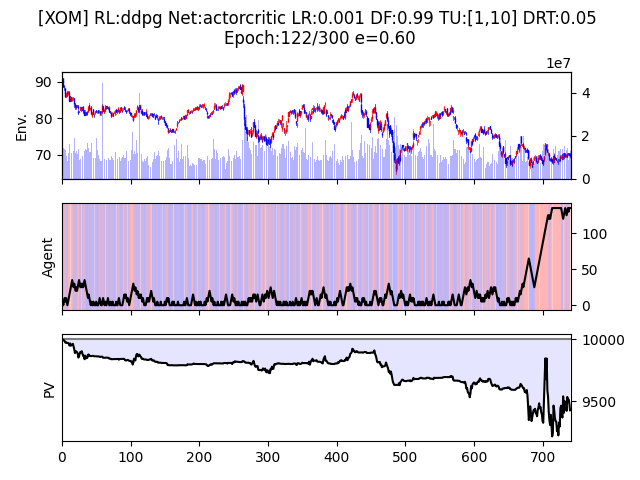 [XOM] RL:ddpg Net:actorcritic LR:0.001 DF:0.99 TU:[1,10] DRT:0.05
Epoch:122/300 e=0.60
1e7
90
80
70
Env.
4
2
0
Agent
100
50
0
PV
10000
9500
0 100 200 300 400 500 600 700